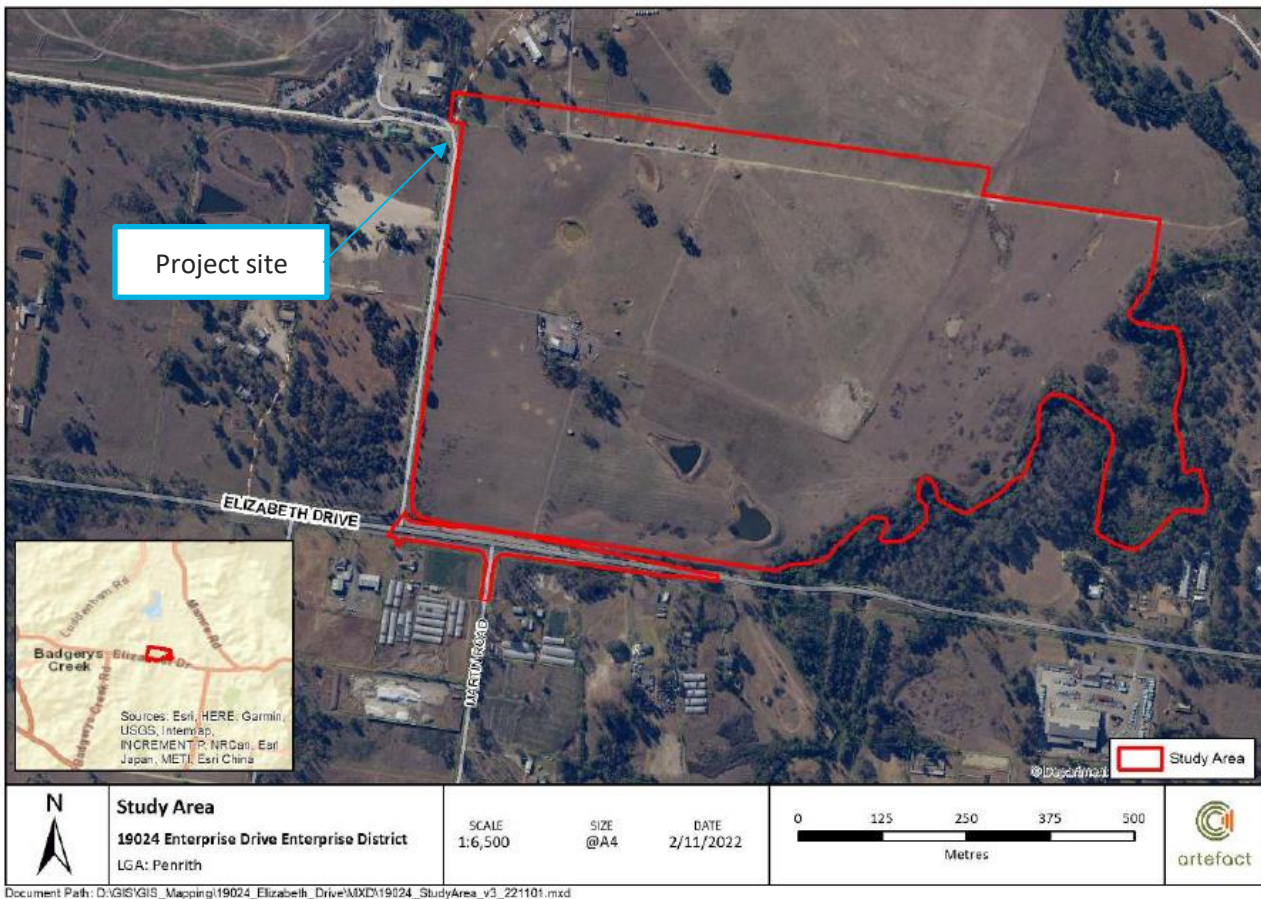 Project site
ELIZABETH DRIVE
MARTIN ROAD
Luddenham Rd
Mamre Rd
Badgerys
Creek
Elizabeth Dr
Badgerys Creek Rd
Sources: Esri, HERE, Garmin,
USGS, Intermap,
INCREMENT P, NRCan, Esri
Japan, METI, Esri China
© Department
Study Area
N
Study Area
19024 Enterprise Drive Enterprise District
LGA: Penrith
SCALE
1:6,500
SIZE
@A4
DATE
2/11/2022
0 125 250 375 500
Metres
artefact
Document Path: D:\GIS\GIS_Mapping\19024_Elizabeth_Drive\MXD\19024_StudyArea_v3_221101.mxd